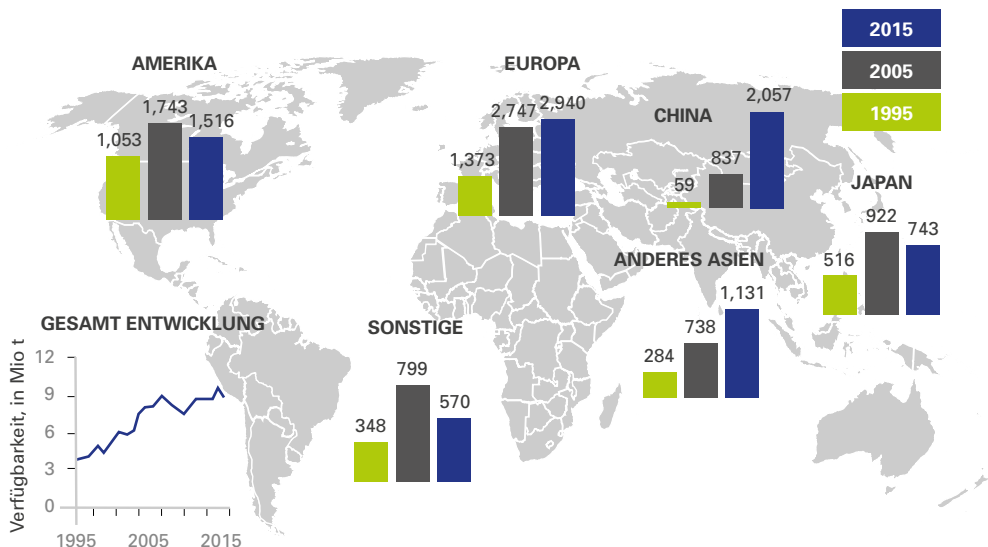 2015
2005
1995
AMERIKA
1,053
1,743
1,516
EUROPA
1,373
2,747
2,940
CHINA
59
837
2,057
JAPAN
516
922
743
ANDERES ASIEN
284
738
1,131
SONSTIGE
348
799
570
GESAMT ENTWICKLUNG
Verfügbarkeit, in Mio t
12
9
6
3
0
1995 2005 2015